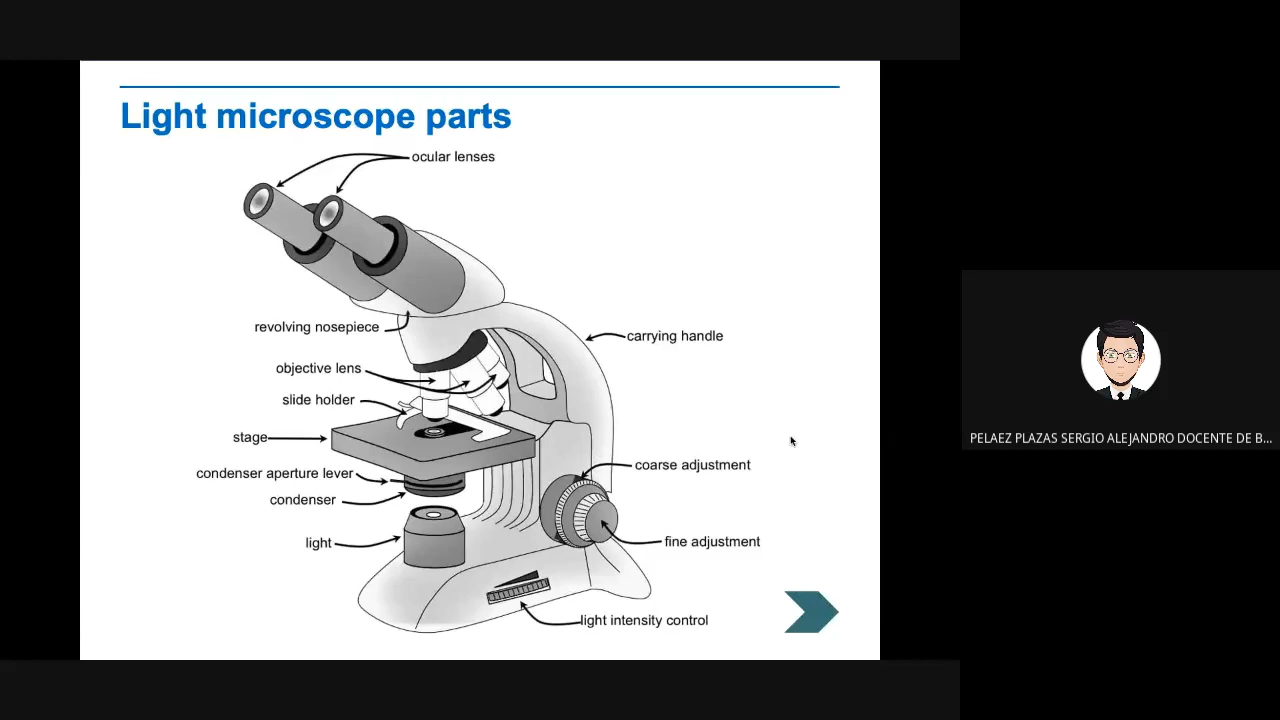 Light microscope parts
ocular lenses
revolving nosepiece
carrying handle
objective lens
slide holder
stage
coarse adjustment
condenser aperture lever
condenser
light
fine adjustment
light intensity control
PELAEZ PLAZAS SERGIO ALEJANDRO DOCENTE DE B...